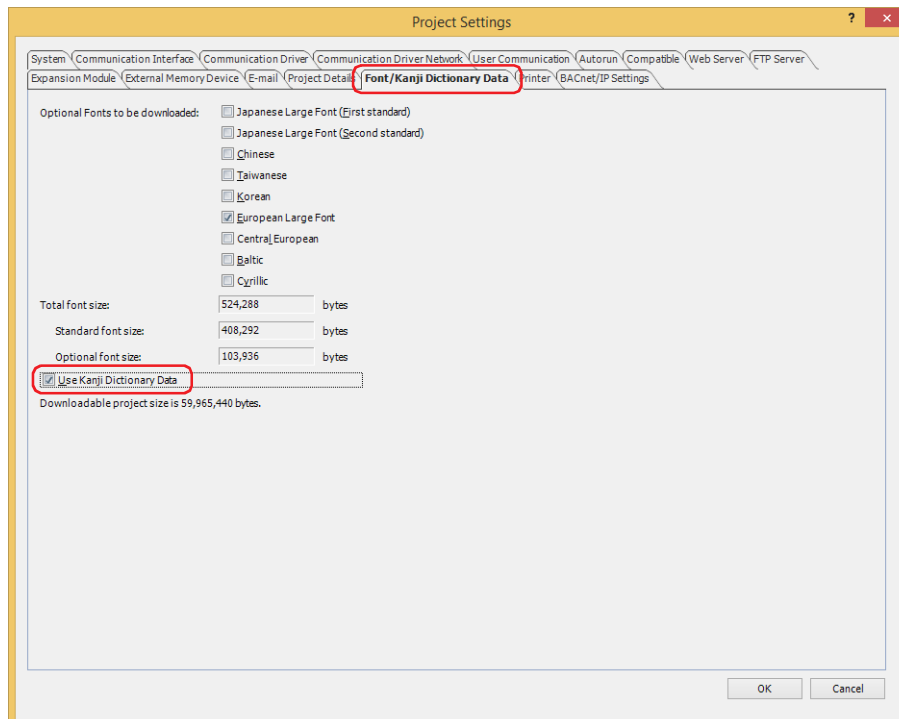 Project Settings
?
×
System Communication Interface Communication Driver Communication Driver Network User Communication Autorun Compatible Web Server FTP Server
Expansion Module External Memory Device E-mail Project Details Font/Kanji Dictionary Data Printer BACnet/IP Settings
Optional Fonts to be downloaded:
Japanese Large Font (First standard)
Japanese Large Font (Second standard)
Chinese
Taiwanese
Korean
European Large Font
Central European
Baltic
Cyrillic
Total font size: 524,288 bytes
Standard font size: 408,292 bytes
Optional font size: 103,936 bytes
Use Kanji Dictionary Data
Downloadable project size is 59,965,440 bytes.
OK Cancel